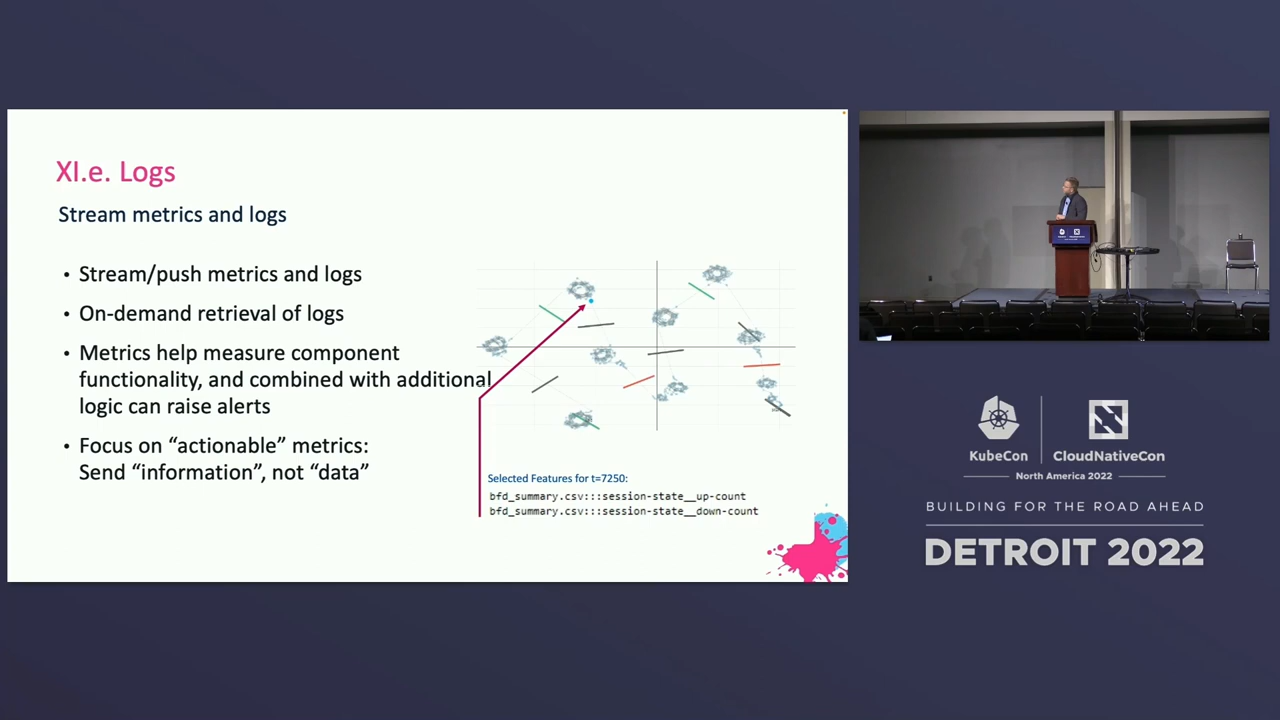 XI.e. Logs
Stream metrics and logs
• Stream/push metrics and logs
• On-demand retrieval of logs
• Metrics help measure component
functionality, and combined with additional
logic can raise alerts
• Focus on “actionable” metrics:
Send “information”, not “data”
Selected Features for t=7250:
bfd_summary.csv:::session-state__up-count
bfd_summary.csv:::session-state__down-count
KubeCon
CloudNativeCon
North America 2022
BUILDING FOR THE ROAD AHEAD
DETROIT 2022